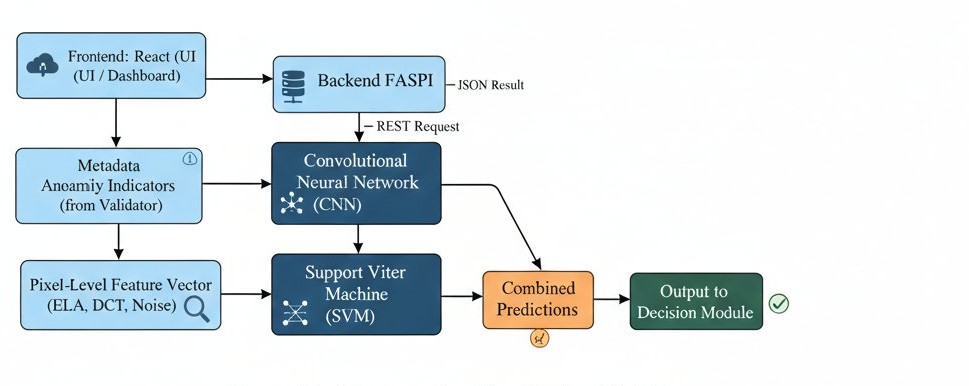 Frontend: React (UI
(UI / Dashboard)
Backend FASPI
JSON Result
REST Request
Metadata
Aneamiy Indicators
(from Validator)
Convolutional
Neural Network
(CNN)
Pixel-Level Feature Vector
(ELA, DCT, Noise)
Support Viter
Machine
(SVM)
Combined
Predictions
Output to
Decision Module